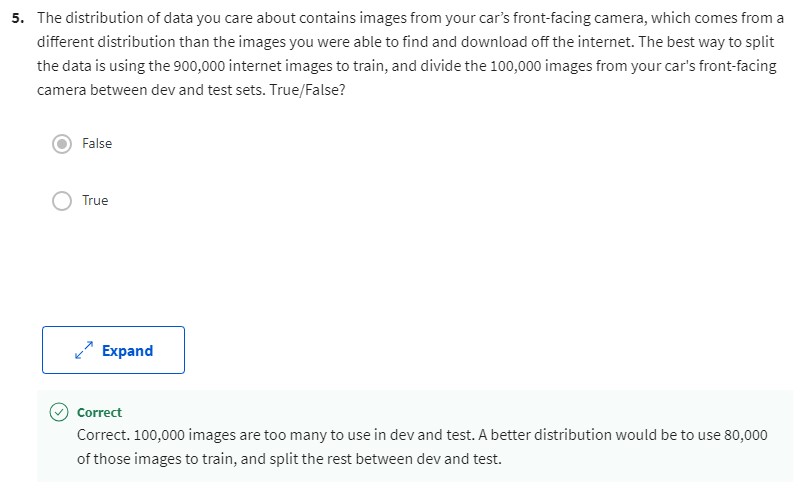 5. The distribution of data you care about contains images from your car's front-facing camera, which comes from a
different distribution than the images you were able to find and download off the internet. The best way to split
the data is using the 900,000 internet images to train, and divide the 100,000 images from your car's front-facing
camera between dev and test sets. True/False?
False
True
Expand
Correct
Correct. 100,000 images are too many to use in dev and test. A better distribution would be to use 80,000
of those images to train, and split the rest between dev and test.